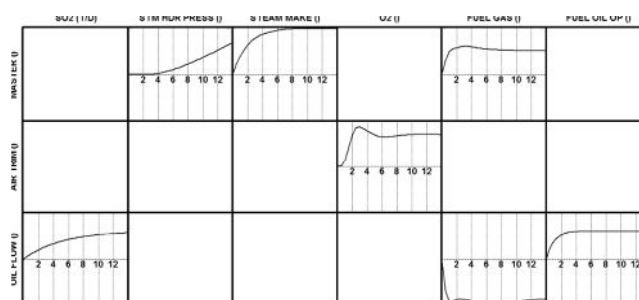 SO2 (T/D) STM HDR PRESS () STEAM MAKE () O2 () FUEL GAS () FUEL OIL OP ()
MASTER ()
2 4 6 8 10 12
2 4 6 8 10 12
2 4 6 8 10 12
AIR TRIM ()
2 4 6 8 10 12
OIL FLOW ()
2 4 6 8 10 12
2 4 6 8 10 12
2 4 6 8 10 12